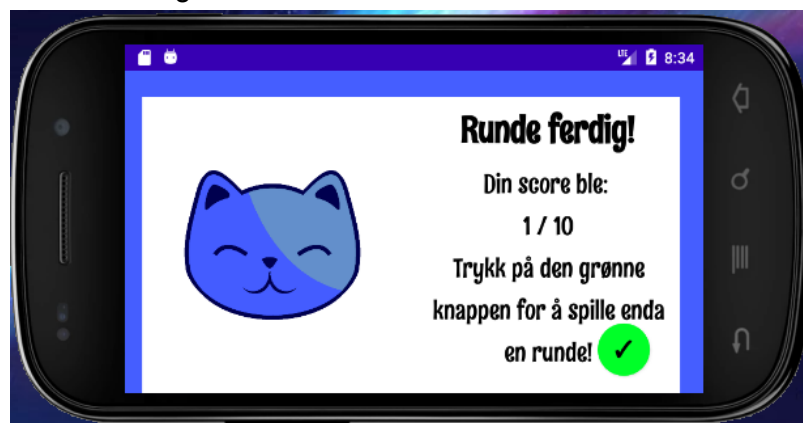 LTE 8:34
Runde ferdig!
Din score ble:
1 / 10
Trykk på den grønne
knappen for å spille enda
en runde! ✓